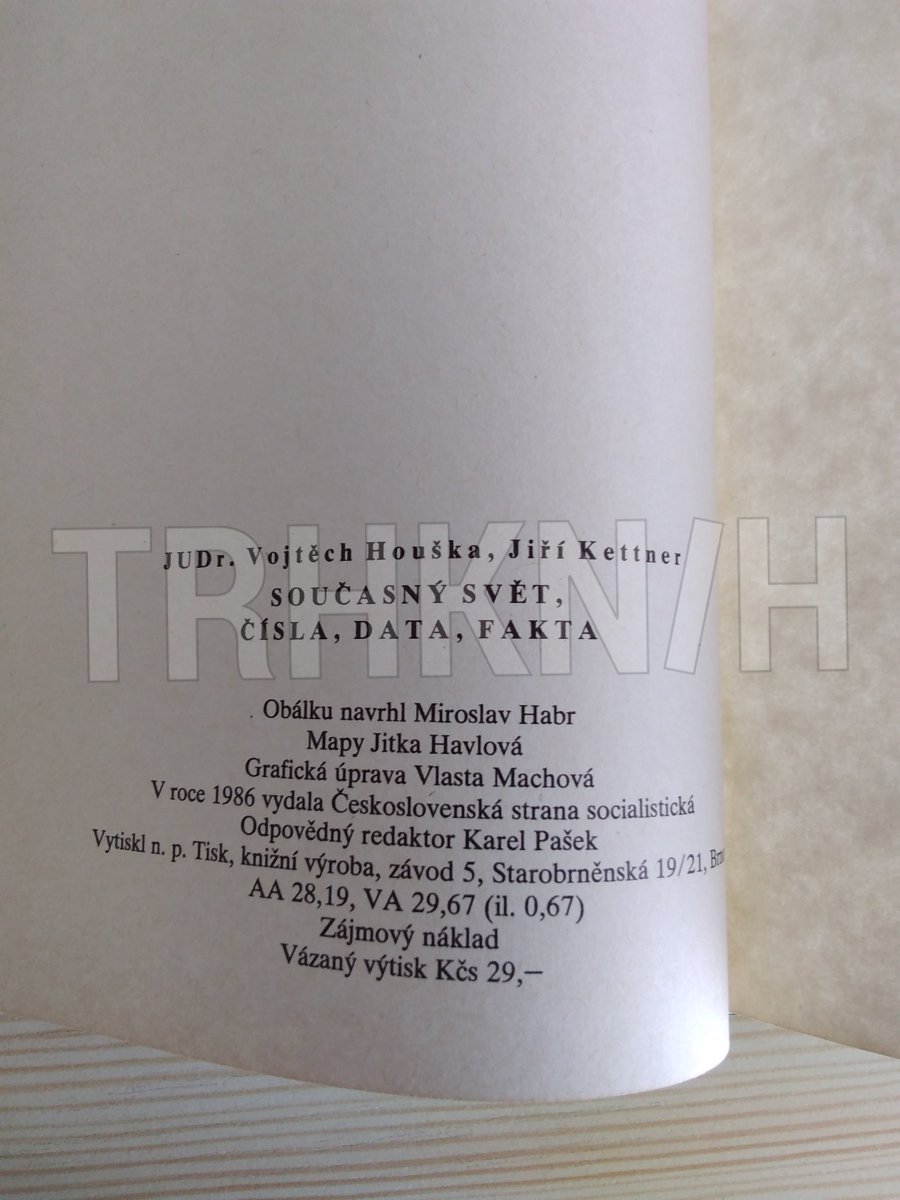 TRHKNIH
JUDr. Vojtěch Houška, Jiří Kettner
SOUČASNÝ SVĚT,
ČÍSLA, DATA, FAKTA
Obálku navrhl Miroslav Habr
Mapy Jitka Havlová
Grafická úprava Vlasta Machová
V roce 1986 vydala Československá strana socialistická
Odpovědný redaktor Karel Pašek
Vytiskl n. p. Tisk, knižní výroba, závod 5, Starobrněnská 19/21,
AA 28,19, VA 29,67 (il. 0,67)
Zájmový náklad
Vázaný výtisk Kčs 29,–